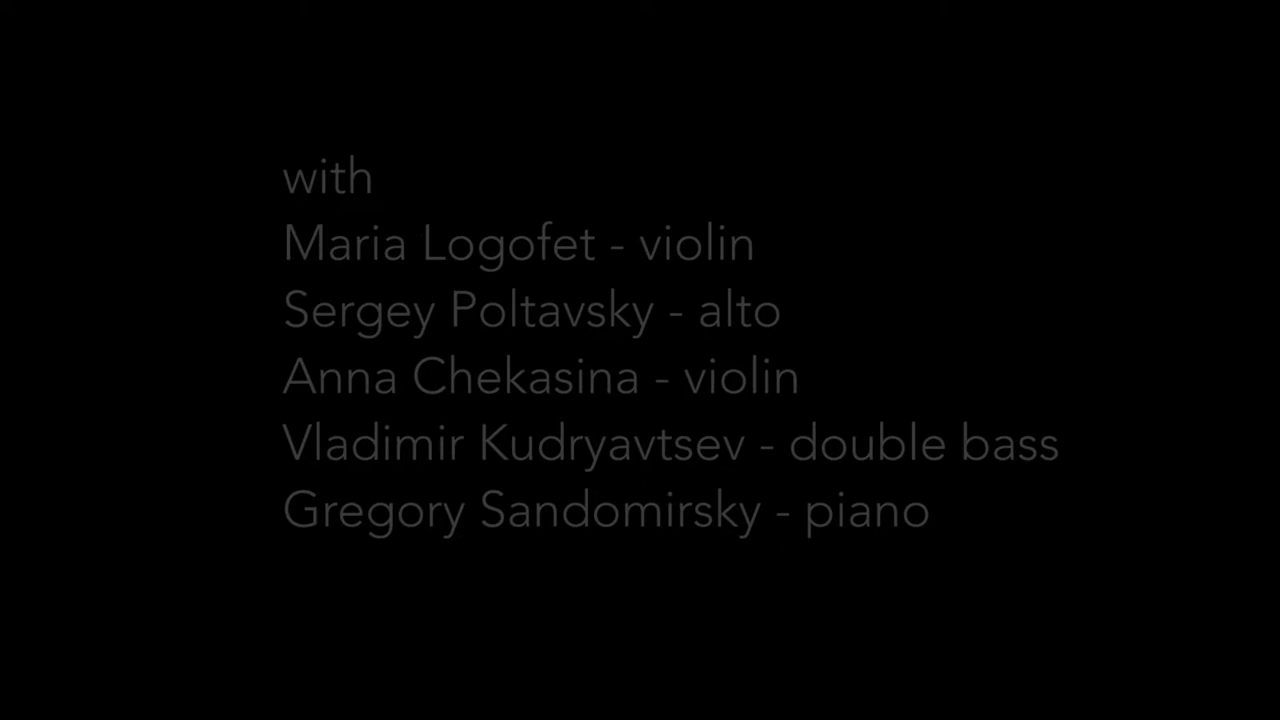 with
Maria Logofet - violin
Sergey Poltavsky - alto
Anna Chekasina - violin
Vladimir Kudryavtsev - double bass
Gregory Sandomirsky - piano